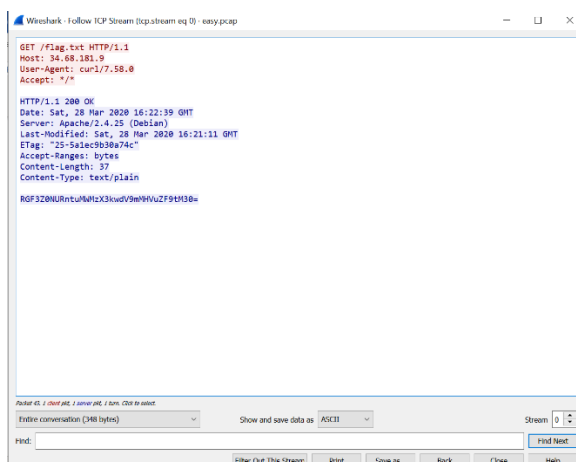 Wireshark · Follow TCP Stream (tcp.stream eq 0) · easy.pcap
GET /flag.txt HTTP/1.1
Host: 34.68.181.9
User-Agent: curl/7.58.0
Accept: */*
HTTP/1.1 200 OK
Date: Sat, 28 Mar 2020 16:22:39 GMT
Server: Apache/2.4.25 (Debian)
Last-Modified: Sat, 28 Mar 2020 16:21:11 GMT
ETag: "25-5a1ec9b30a74c"
Accept-Ranges: bytes
Content-Length: 37
Content-Type: text/plain
RGF3Z0NURntuMWMzX3kwdV9mMHVuZF9tM30=
Packet 43. 1 client pkt, 1 server pkt, 1 turn. Click to select.
Entire conversation (348 bytes) Show and save data as ASCII Stream 0
Find: Find Next
Filter Out This Stream Print Save as… Back Close Help